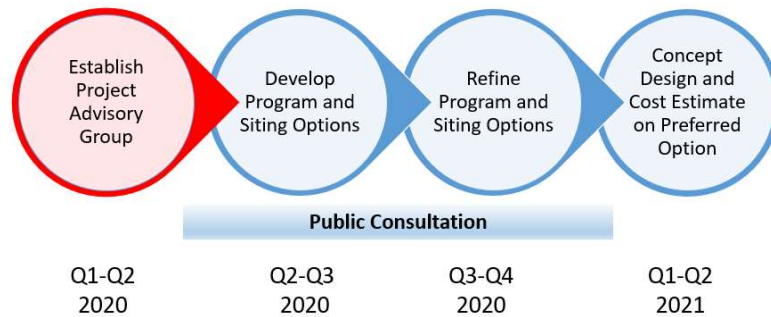 Establish
Project
Advisory
Group
Develop
Program and
Siting Options
Refine
Program and
Siting Options
Concept
Design and
Cost Estimate
on Preferred
Option
Public Consultation
Q1-Q2
2020
Q2-Q3
2020
Q3-Q4
2020
Q1-Q2
2021